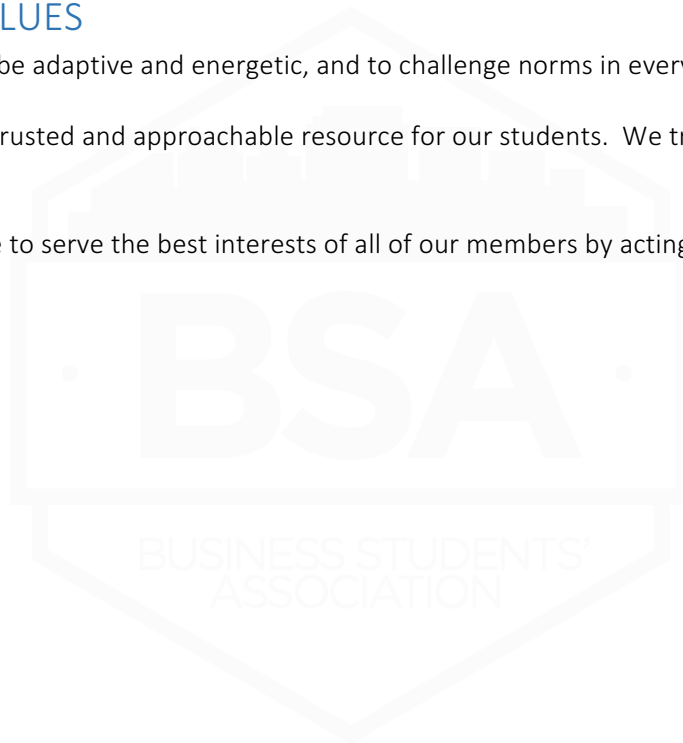 LUES
be adaptive and energetic, and to challenge norms in every
rusted and approachable resource for our students. We tr
e to serve the best interests of all of our members by acting
BSA
BUSINESS STUDENTS'
ASSOCIATION